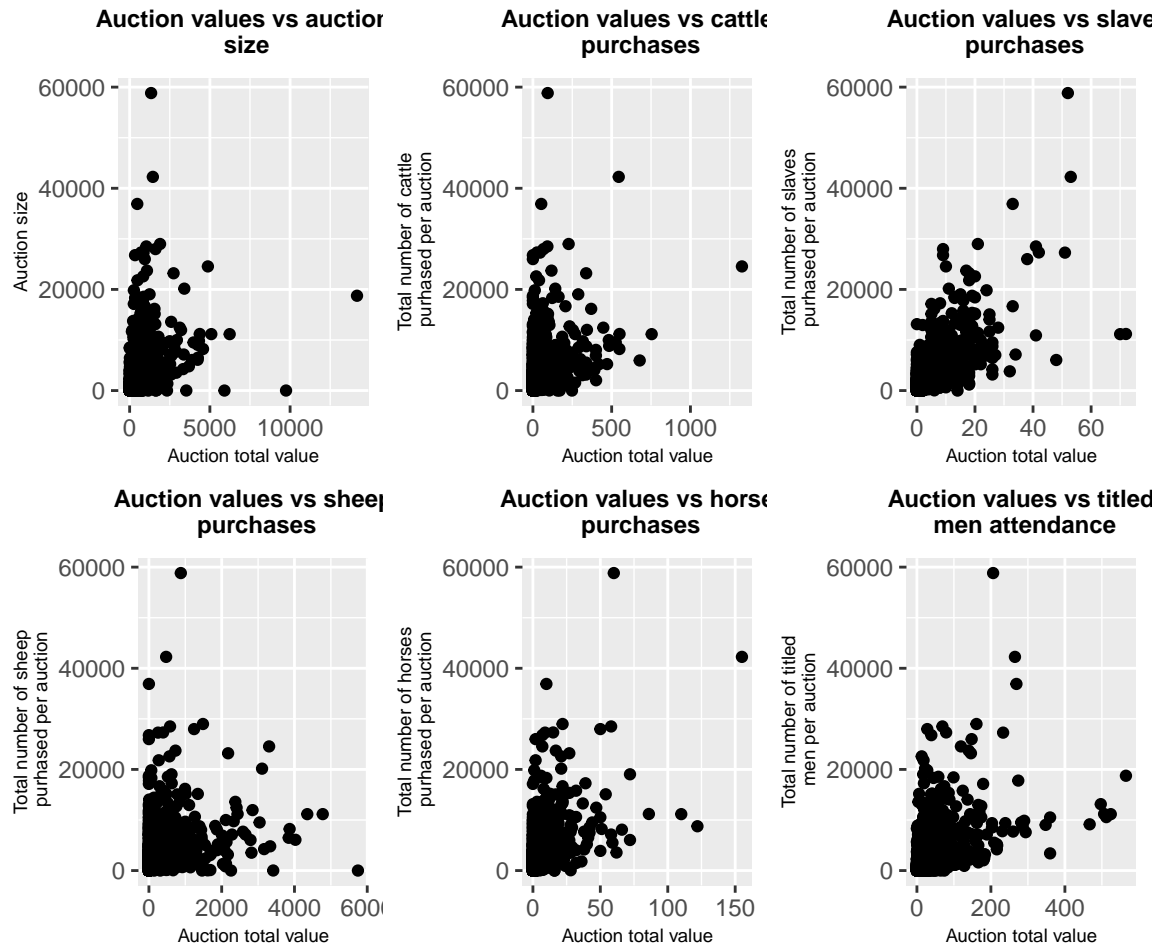 Auction values vs auction
size
60000
40000
20000
0
Auction size
0 5000 10000
Auction total value
Auction values vs cattle
purchases
60000
40000
20000
0
Total number of cattle
purhased per auction
0 500 1000
Auction total value
Auction values vs slave
purchases
60000
40000
20000
0
Total number of slaves
purhased per auction
0 20 40 60
Auction total value
Auction values vs sheep
purchases
60000
40000
20000
0
Total number of sheep
purhased per auction
0 2000 4000 6000
Auction total value
Auction values vs horse
purchases
60000
40000
20000
0
Total number of horses
purhased per auction
0 50 100 150
Auction total value
Auction values vs titled
men attendance
60000
40000
20000
0
Total number of titled
men per auction
0 200 400
Auction total value